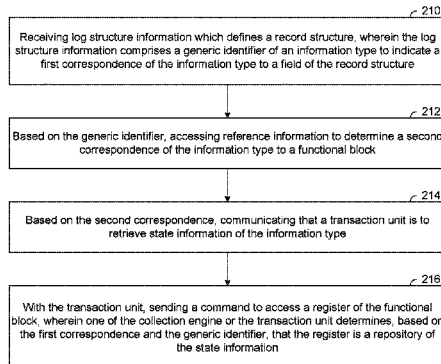 210
Receiving log structure information which defines a record structure, wherein the log
structure information comprises a generic identifier of an information type to indicate a
first correspondence of the information type to a field of the record structure
212
Based on the generic identifier, accessing reference information to determine a second
correspondence of the information type to a functional block
214
Based on the second correspondence, communicating that a transaction unit is to
retrieve state information of the information type
216
With the transaction unit, sending a command to access a register of the functional
block, wherein one of the collection engine or the transaction unit determines, based on
the first correspondence and the generic identifier, that the register is a repository of
the state information